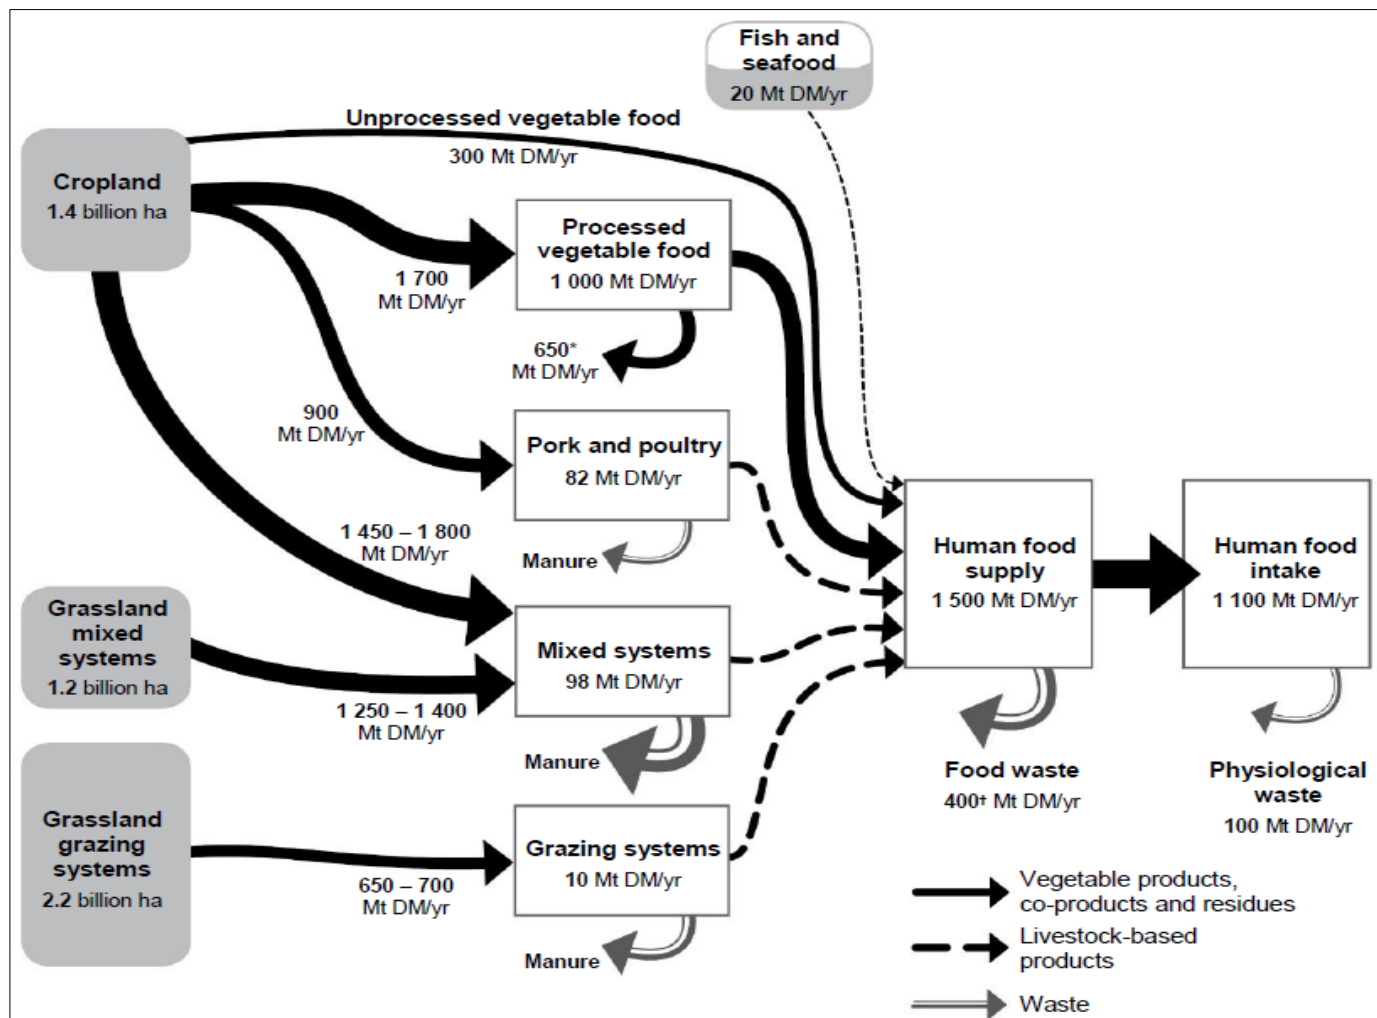 Fish and
seafood
20 Mt DM/yr
Unprocessed vegetable food
300 Mt DM/yr
Cropland
1.4 billion ha
Processed
vegetable food
1 000 Mt DM/yr
1 700
Mt DM/yr
650*
Mt DM/yr
900
Mt DM/yr
Pork and poultry
82 Mt DM/yr
Manure
1 450 – 1 800
Mt DM/yr
Human food
supply
1 500 Mt DM/yr
Human food
intake
1 100 Mt DM/yr
Grassland
mixed
systems
1.2 billion ha
Mixed systems
98 Mt DM/yr
1 250 – 1 400
Mt DM/yr
Manure
Food waste
400† Mt DM/yr
Physiological
waste
100 Mt DM/yr
Grassland
grazing
systems
2.2 billion ha
Grazing systems
10 Mt DM/yr
650 – 700
Mt DM/yr
Manure
Vegetable products,
co-products and residues
Livestock-based
products
Waste